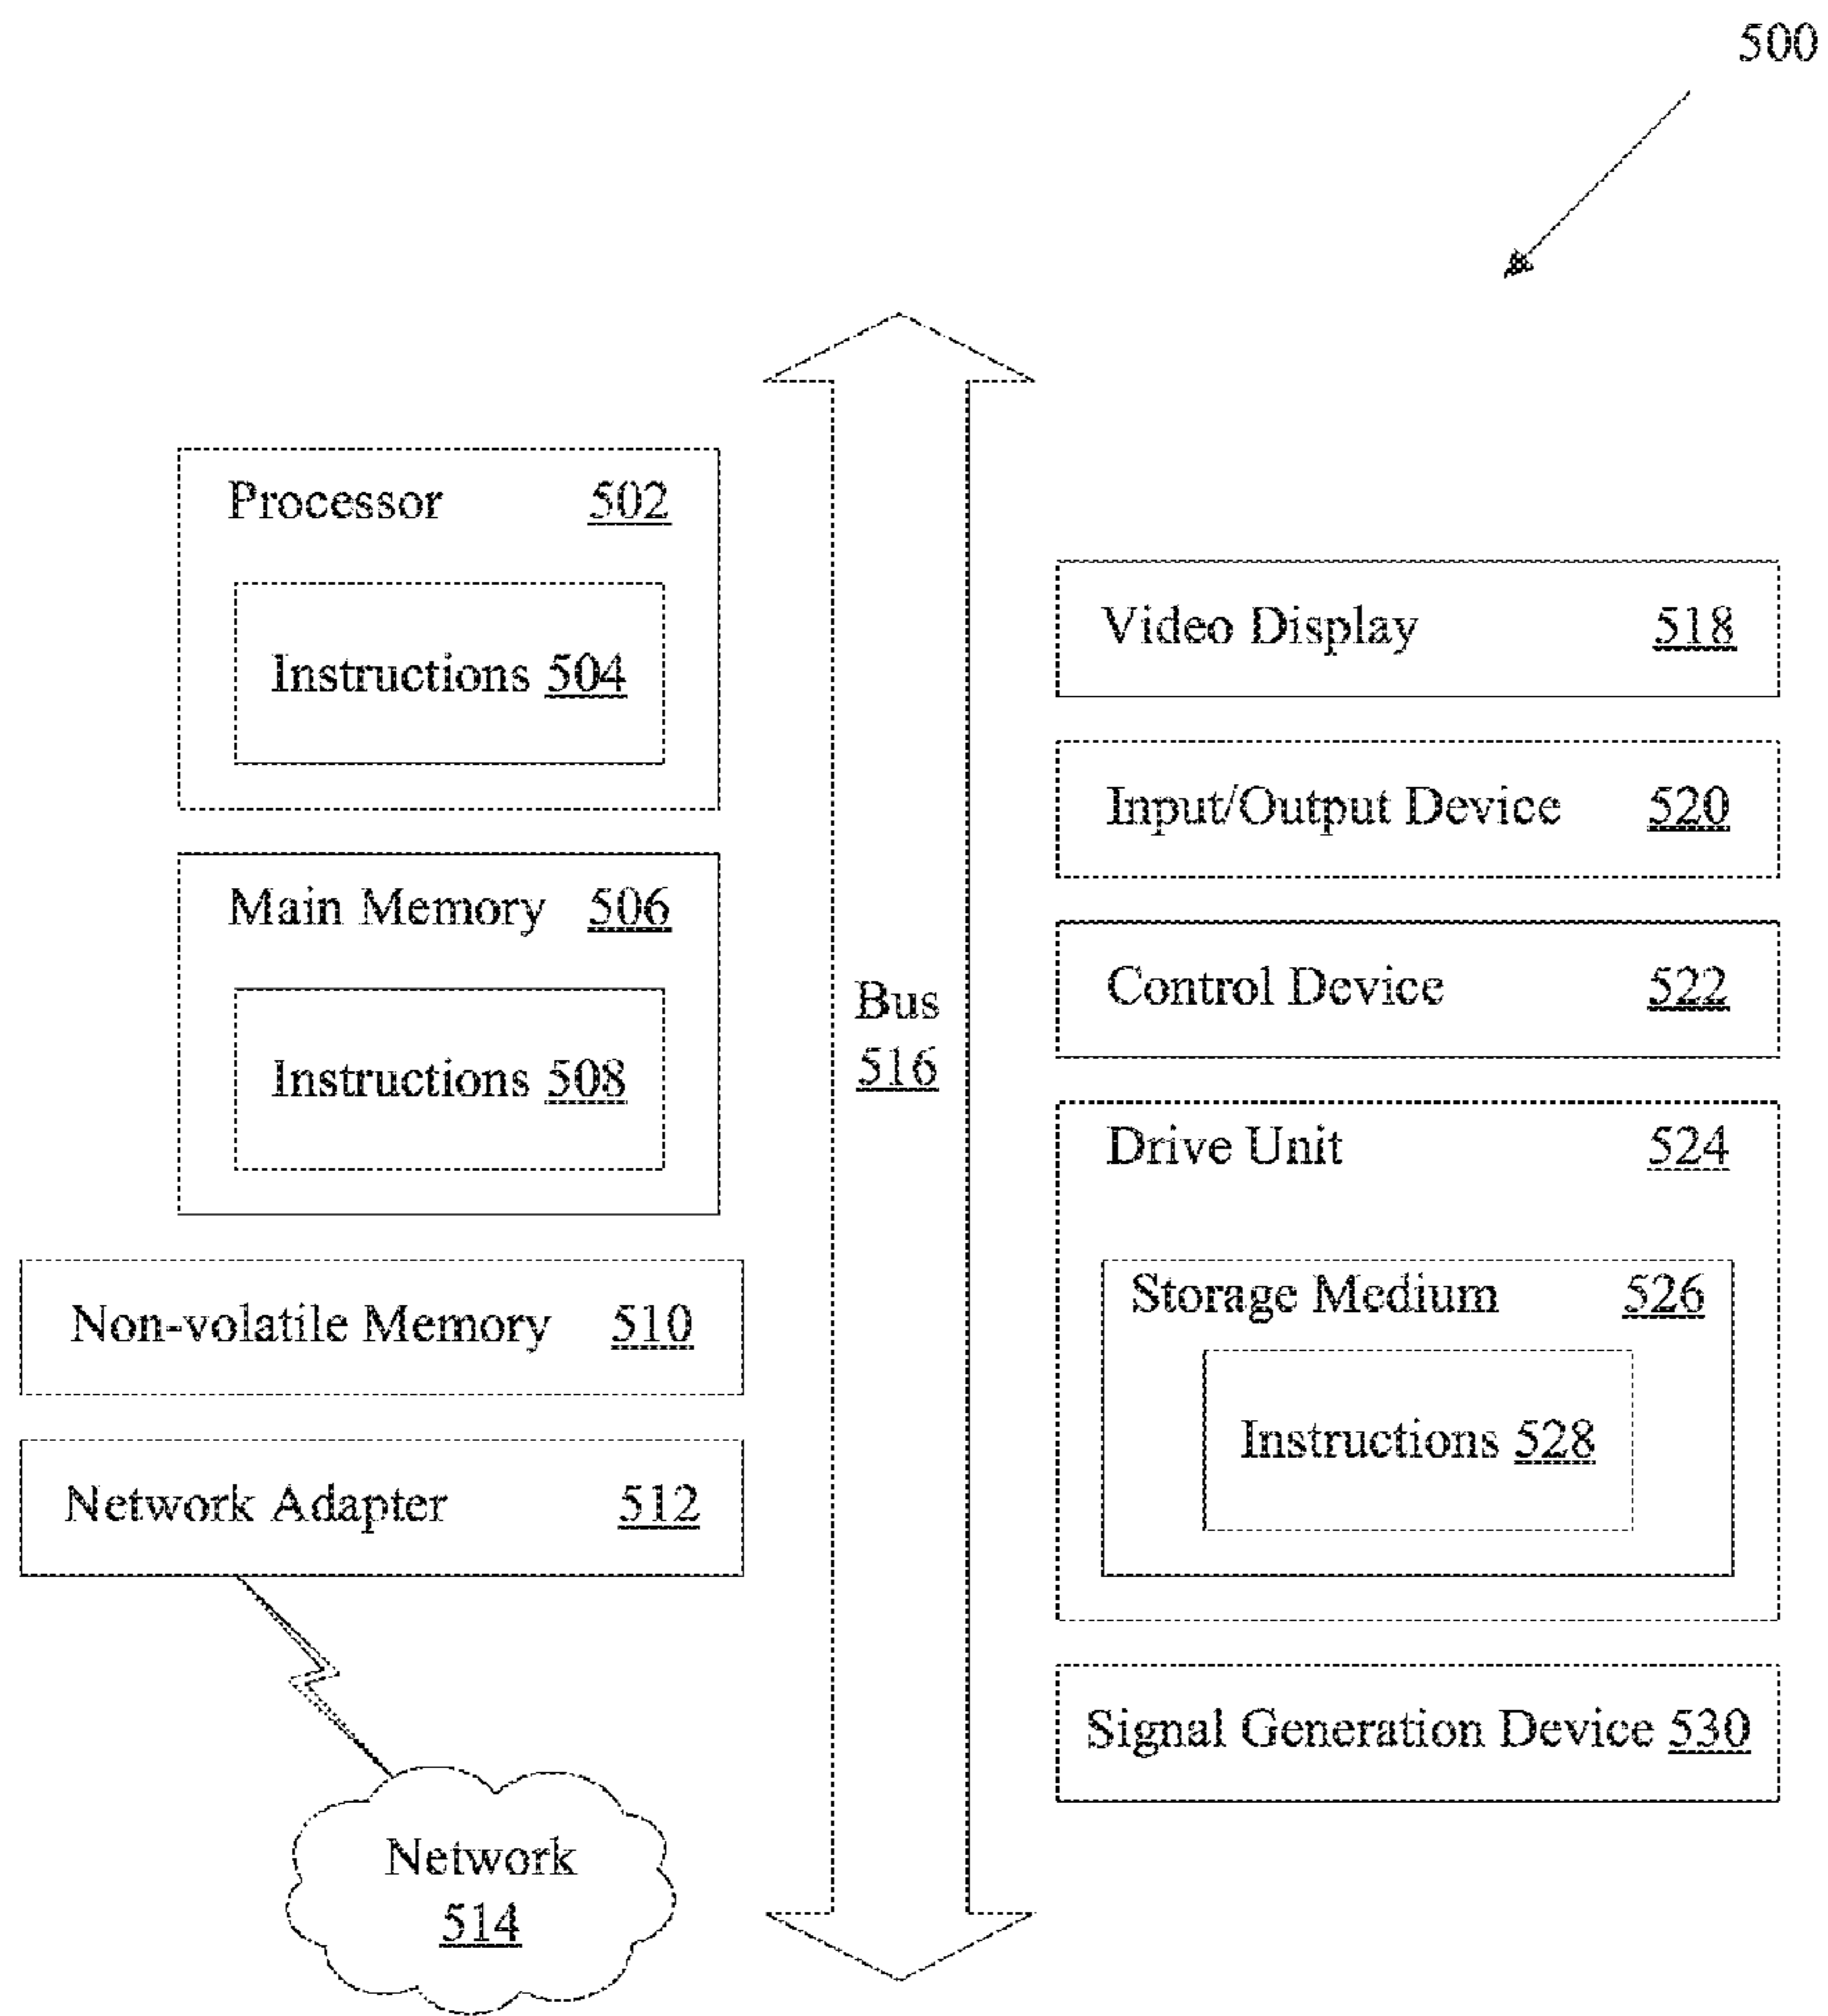 500
Processor 502
Instructions 504
Main Memory 506
Instructions 508
Non-volatile Memory 510
Network Adapter 512
Network
514
Bus
516
Video Display 518
Input/Output Device 520
Control Device 522
Drive Unit 524
Storage Medium 526
Instructions 528
Signal Generation Device 530